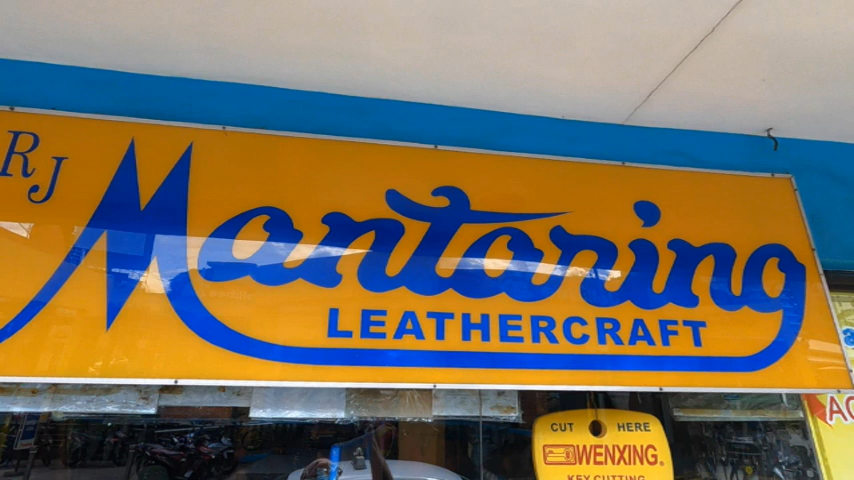 RJ
Mantaring
LEATHERCRAFT
CUT HERE
WENXING®
KEY CUTTING